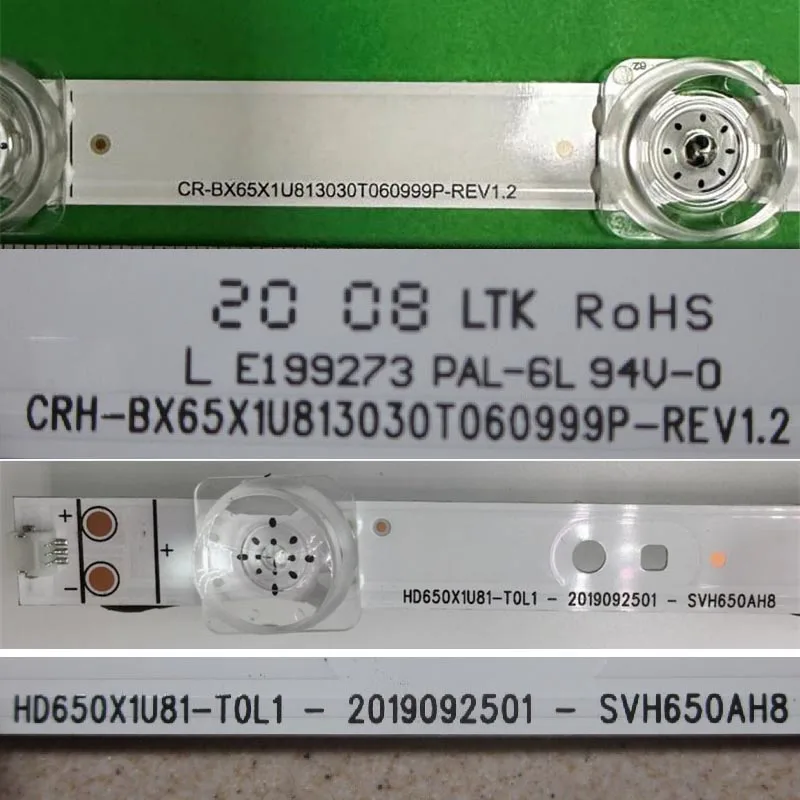 CR-BX65X1U813030T060999P-REV1.2
20 08 LTK RoHS
L E199273 PAL-6L 94V-0
CRH-BX65X1U813030T060999P-REV1.2
+
-
+
HD650X1U81-T0L1 - 2019092501 - SVH650AH8
HD650X1U81-T0L1 - 2019092501 - SVH650AH8